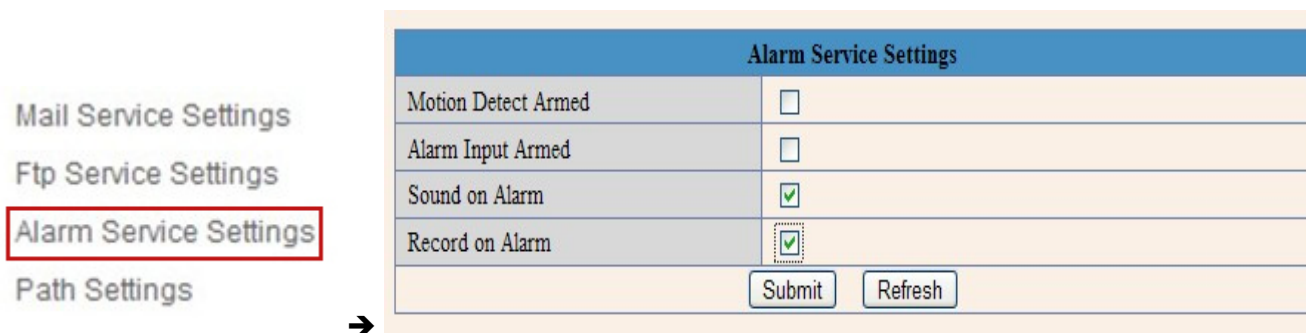 Mail Service Settings
Ftp Service Settings
Alarm Service Settings
Path Settings
➔
Alarm Service Settings
Motion Detect Armed
Alarm Input Armed
Sound on Alarm
Record on Alarm
Submit Refresh